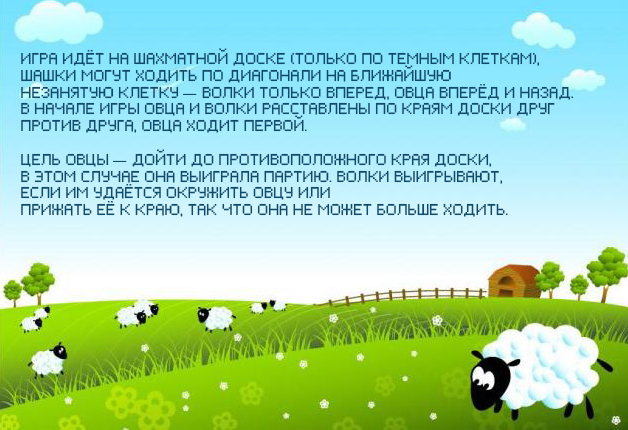 ИГРА ИДЁТ НА ШАХМАТНОЙ ДОСКЕ (ТОЛЬКО ПО ТЕМНЫМ КЛЕТКАМ),
ШАШКИ МОГУТ ХОДИТЬ ПО ДИАГОНАЛИ НА БЛИЖАЙШУЮ
НЕЗАНЯТУЮ КЛЕТКУ — ВОЛКИ ТОЛЬКО ВПЕРЕД, ОВЦА ВПЕРЁД И НАЗАД.
В НАЧАЛЕ ИГРЫ ОВЦА И ВОЛКИ РАССТАВЛЕНЫ ПО КРАЯМ ДОСКИ ДРУГ
ПРОТИВ ДРУГА, ОВЦА ХОДИТ ПЕРВОЙ.
ЦЕЛЬ ОВЦЫ — ДОЙТИ ДО ПРОТИВОПОЛОЖНОГО КРАЯ ДОСКИ,
В ЭТОМ СЛУЧАЕ ОНА ВЫИГРАЛА ПАРТИЮ. ВОЛКИ ВЫИГРЫВАЮТ,
ЕСЛИ ИМ УДАЁТСЯ ОКРУЖИТЬ ОВЦУ ИЛИ
ПРИЖАТЬ ЕЁ К КРАЮ, ТАК ЧТО ОНА НЕ МОЖЕТ БОЛЬШЕ ХОДИТЬ.